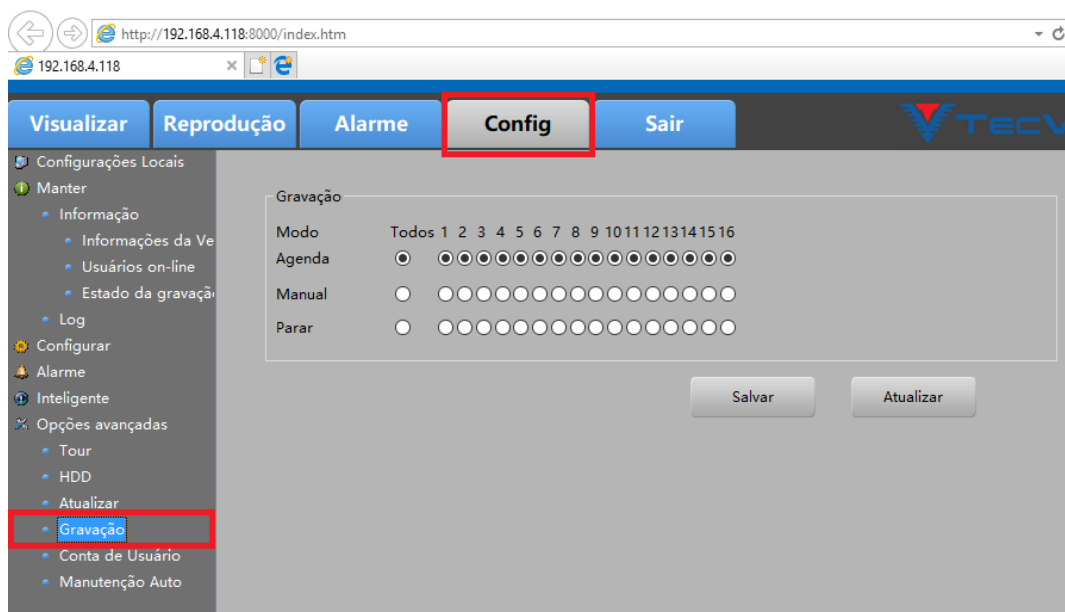 http://192.168.4.118:8000/index.htm
192.168.4.118
Visualizar Reprodução Alarme Config Sair
TecV
Configurações Locais
Manter
Informação
Informações da Ve
Usuários on-line
Estado da gravaçã
Log
Configurar
Alarme
Inteligente
Opções avançadas
Tour
HDD
Atualizar
Gravação
Conta de Usuário
Manutenção Auto
Gravação
Modo Todos 1 2 3 4 5 6 7 8 9 10 11 12 13 14 15 16
Agenda
Manual
Parar
Salvar Atualizar